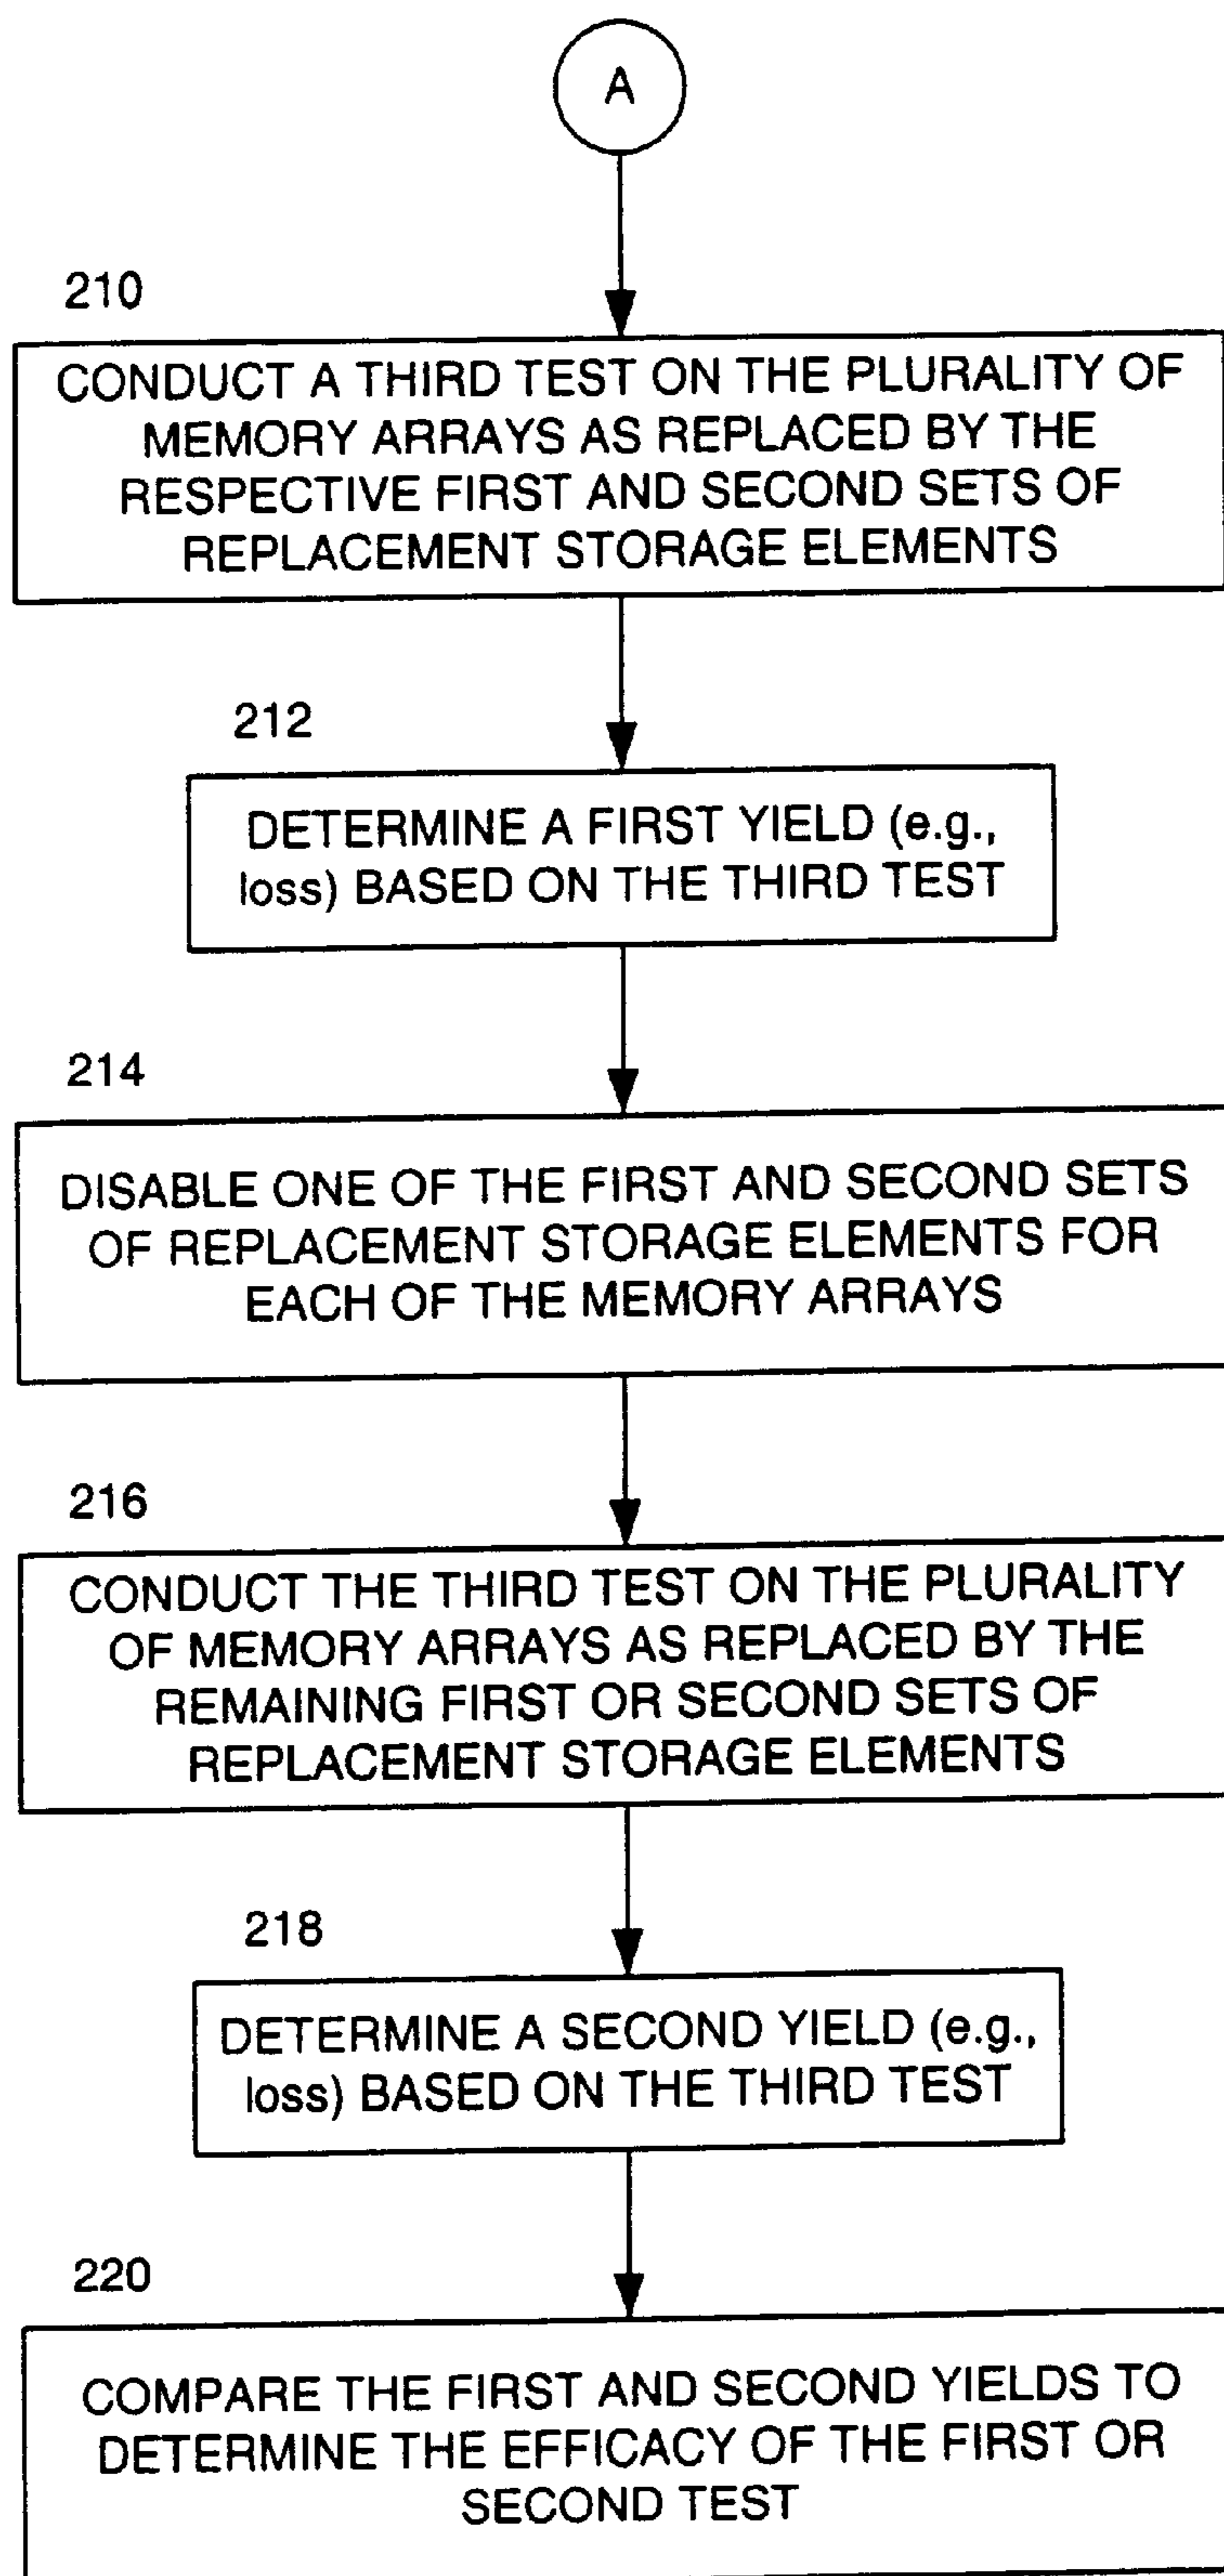 A
210
CONDUCT A THIRD TEST ON THE PLURALITY OF
MEMORY ARRAYS AS REPLACED BY THE
RESPECTIVE FIRST AND SECOND SETS OF
REPLACEMENT STORAGE ELEMENTS
212
DETERMINE A FIRST YIELD (e.g.,
loss) BASED ON THE THIRD TEST
214
DISABLE ONE OF THE FIRST AND SECOND SETS
OF REPLACEMENT STORAGE ELEMENTS FOR
EACH OF THE MEMORY ARRAYS
216
CONDUCT THE THIRD TEST ON THE PLURALITY
OF MEMORY ARRAYS AS REPLACED BY THE
REMAINING FIRST OR SECOND SETS OF
REPLACEMENT STORAGE ELEMENTS
218
DETERMINE A SECOND YIELD (e.g.,
loss) BASED ON THE THIRD TEST
220
COMPARE THE FIRST AND SECOND YIELDS TO
DETERMINE THE EFFICACY OF THE FIRST OR
SECOND TEST